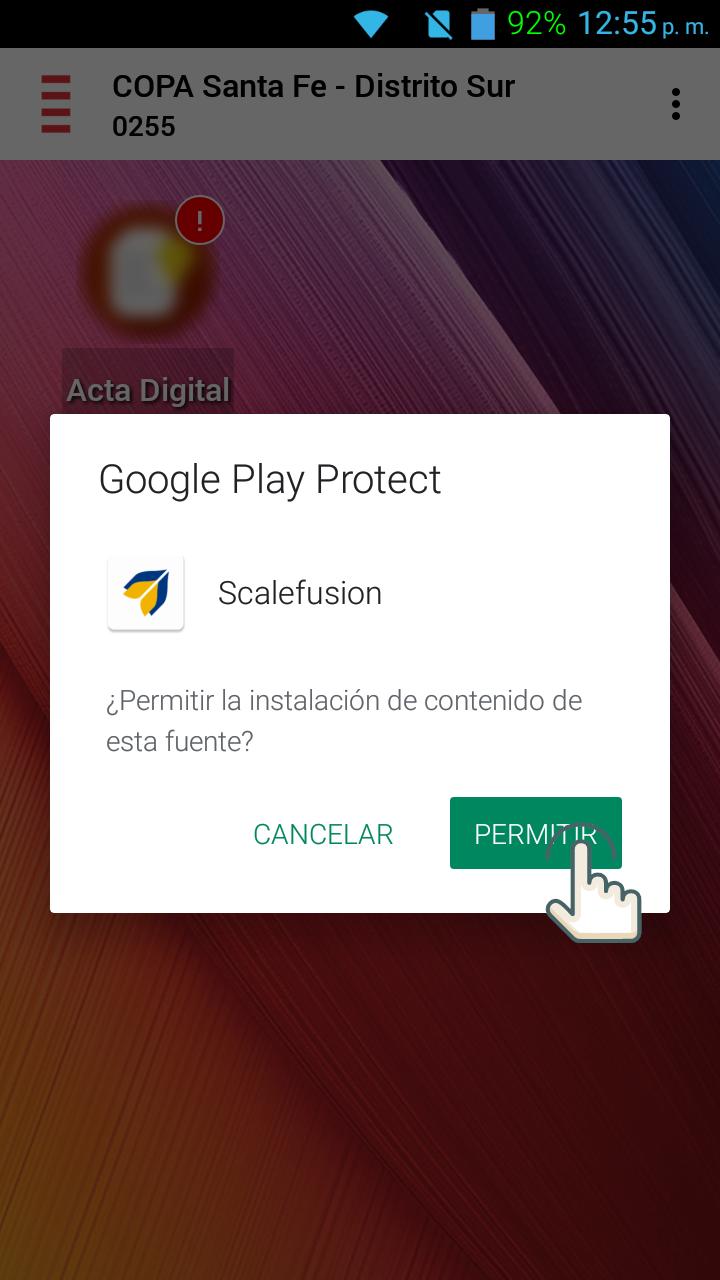 92% 12:55 p. m.
COPA Santa Fe - Distrito Sur
0255
!
Acta Digital
Google Play Protect
Scalefusion
¿Permitir la instalación de contenido de
esta fuente?
CANCELAR PERMITIR